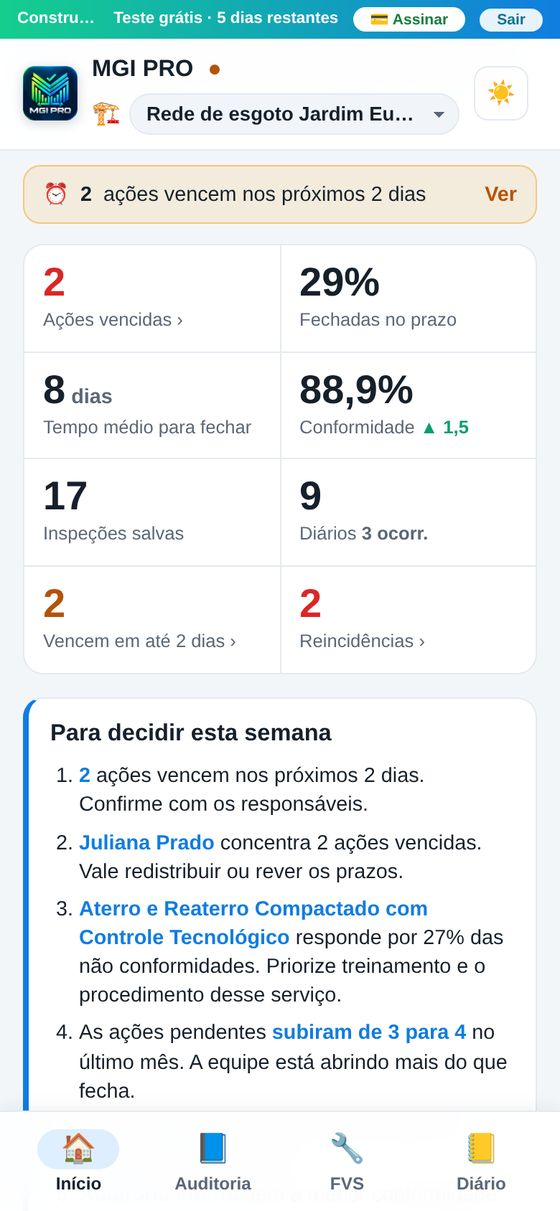 Constru…
Teste grátis · 5 dias restantes
💳 Assinar
Sair
MGI PRO
MGI PRO
Rede de esgoto Jardim Eu…
2 ações vencem nos próximos 2 dias
Ver
2
Ações vencidas ›
29%
Fechadas no prazo
8 dias
Tempo médio para fechar
88,9%
Conformidade ▲ 1,5
17
Inspeções salvas
9
Diários 3 ocorr.
2
Vencem em até 2 dias ›
2
Reincidências ›
Para decidir esta semana
1. 2 ações vencem nos próximos 2 dias.
Confirme com os responsáveis.
2. Juliana Prado concentra 2 ações vencidas.
Vale redistribuir ou rever os prazos.
3. Aterro e Reaterro Compactado com
Controle Tecnológico responde por 27% das
não conformidades. Priorize treinamento e o
procedimento desse serviço.
4. As ações pendentes subiram de 3 para 4 no
último mês. A equipe está abrindo mais do que
fecha.
Início
Auditoria
FVS
Diário